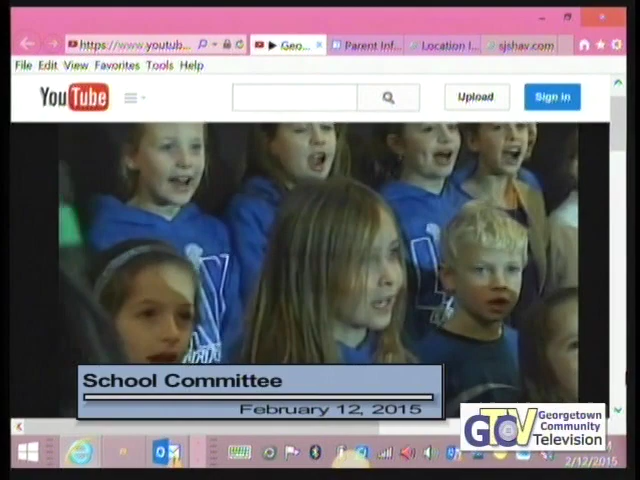 https://www.youtub...
Geo...
Parent Inf...
Location I...
sjshav.com
File Edit View Favorites Tools Help
YouTube
Upload
Sign in
School Committee
February 12, 2015
GCTV
Georgetown
Community
Television
2/12/2015